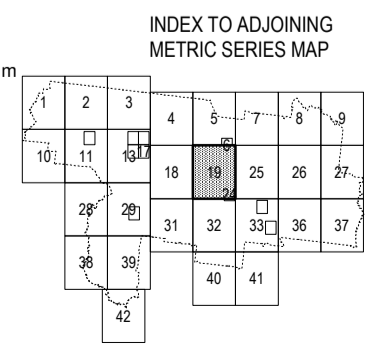 INDEX TO ADJOINING
METRIC SERIES MAP
m
1 2 3 4 5 7 8 9
6
10 11 13 17 18 19 25 26 27
24
28 29 31 32 33 36 37
38 39 40 41
42